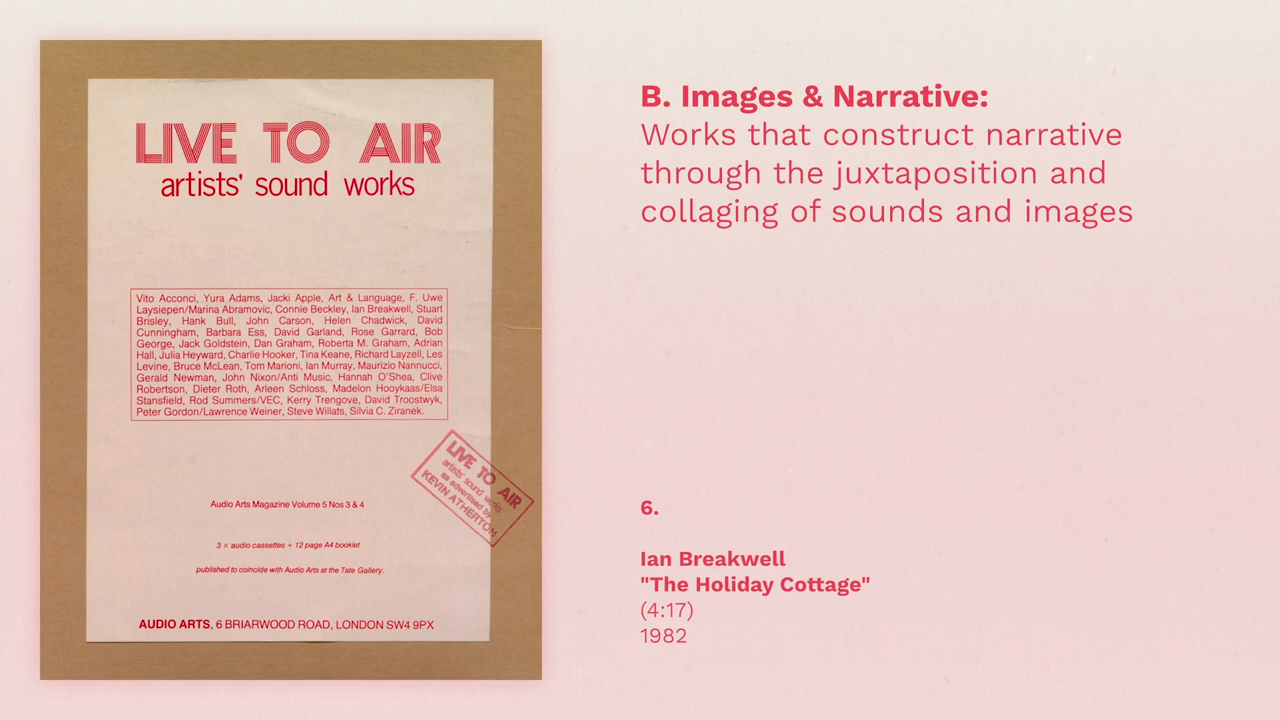 LIVE TO AIR
artists' sound works
Vito Acconci, Yura Adams, Jacki Apple, Art & Language, F. Uwe
Laysiepen/Marina Abramovic, Connie Beckley, Ian Breakwell, Stuart
Brisley, Hank Bull, John Carson, Helen Chadwick, David
Cunningham, Barbara Ess, David Garland, Rose Garrard, Bob
George, Jack Goldstein, Dan Graham, Roberta M. Graham, Adrian
Hall, Julia Heyward, Charlie Hooker, Tina Keane, Richard Layzell, Les
Levine, Bruce McLean, Tom Marioni, Ian Murray, Maurizio Nannucci,
Gerald Newman, John Nixon/Anti Music, Hannah O'Shea, Clive
Robertson, Dieter Roth, Arleen Schloss, Madelon Hooykaas/Elsa
Stansfield, Rod Summers/VEC, Kerry Trengove, David Troostwyk,
Peter Gordon/Lawrence Weiner, Steve Willats, Silvia C. Ziranek.
LIVE TO AIR
artists' sound works
as advertised by
KEVIN ATHERTON
Audio Arts Magazine Volume 5 Nos 3 & 4
3 × audio cassettes + 12 page A4 booklet
published to coincide with Audio Arts at the Tate Gallery.
AUDIO ARTS, 6 BRIARWOOD ROAD, LONDON SW4 9PX
B. Images & Narrative:
Works that construct narrative
through the juxtaposition and
collaging of sounds and images
6.
Ian Breakwell
"The Holiday Cottage"
(4:17)
1982